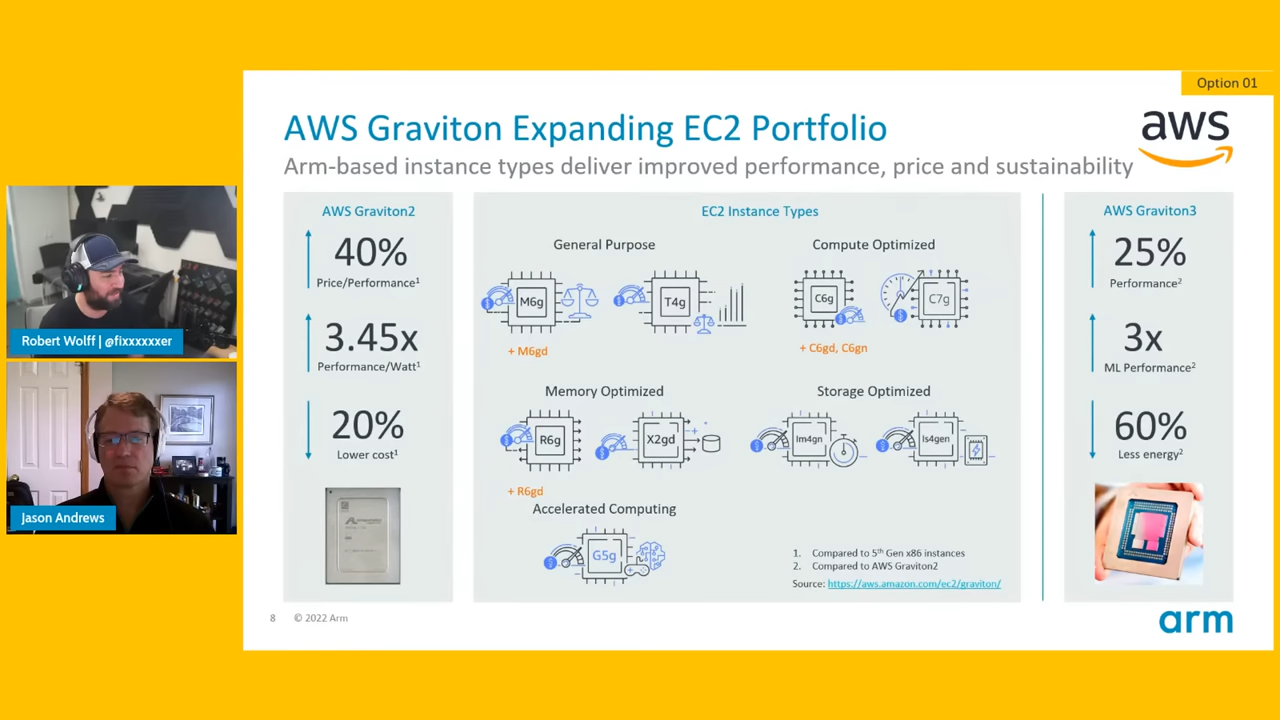 Option 01
AWS Graviton Expanding EC2 Portfolio
aws
Arm-based instance types deliver improved performance, price and sustainability
AWS Graviton2
40%
Price/Performance¹
3.45x
Performance/Watt¹
20%
Lower cost¹
EC2 Instance Types
General Purpose
M6g
T4g
+ M6gd
Compute Optimized
C6g
C7g
+ C6gd, C6gn
Memory Optimized
R6g
X2gd
+ R6gd
Storage Optimized
Im4gn
Is4gen
Accelerated Computing
G5g
1. Compared to 5th Gen x86 instances
2. Compared to AWS Graviton2
Source: https://aws.amazon.com/ec2/graviton/
AWS Graviton3
25%
Performance²
3x
ML Performance²
60%
Less energy²
8 © 2022 Arm
arm
Robert Wolff | @fixxxxxxer
Jason Andrews